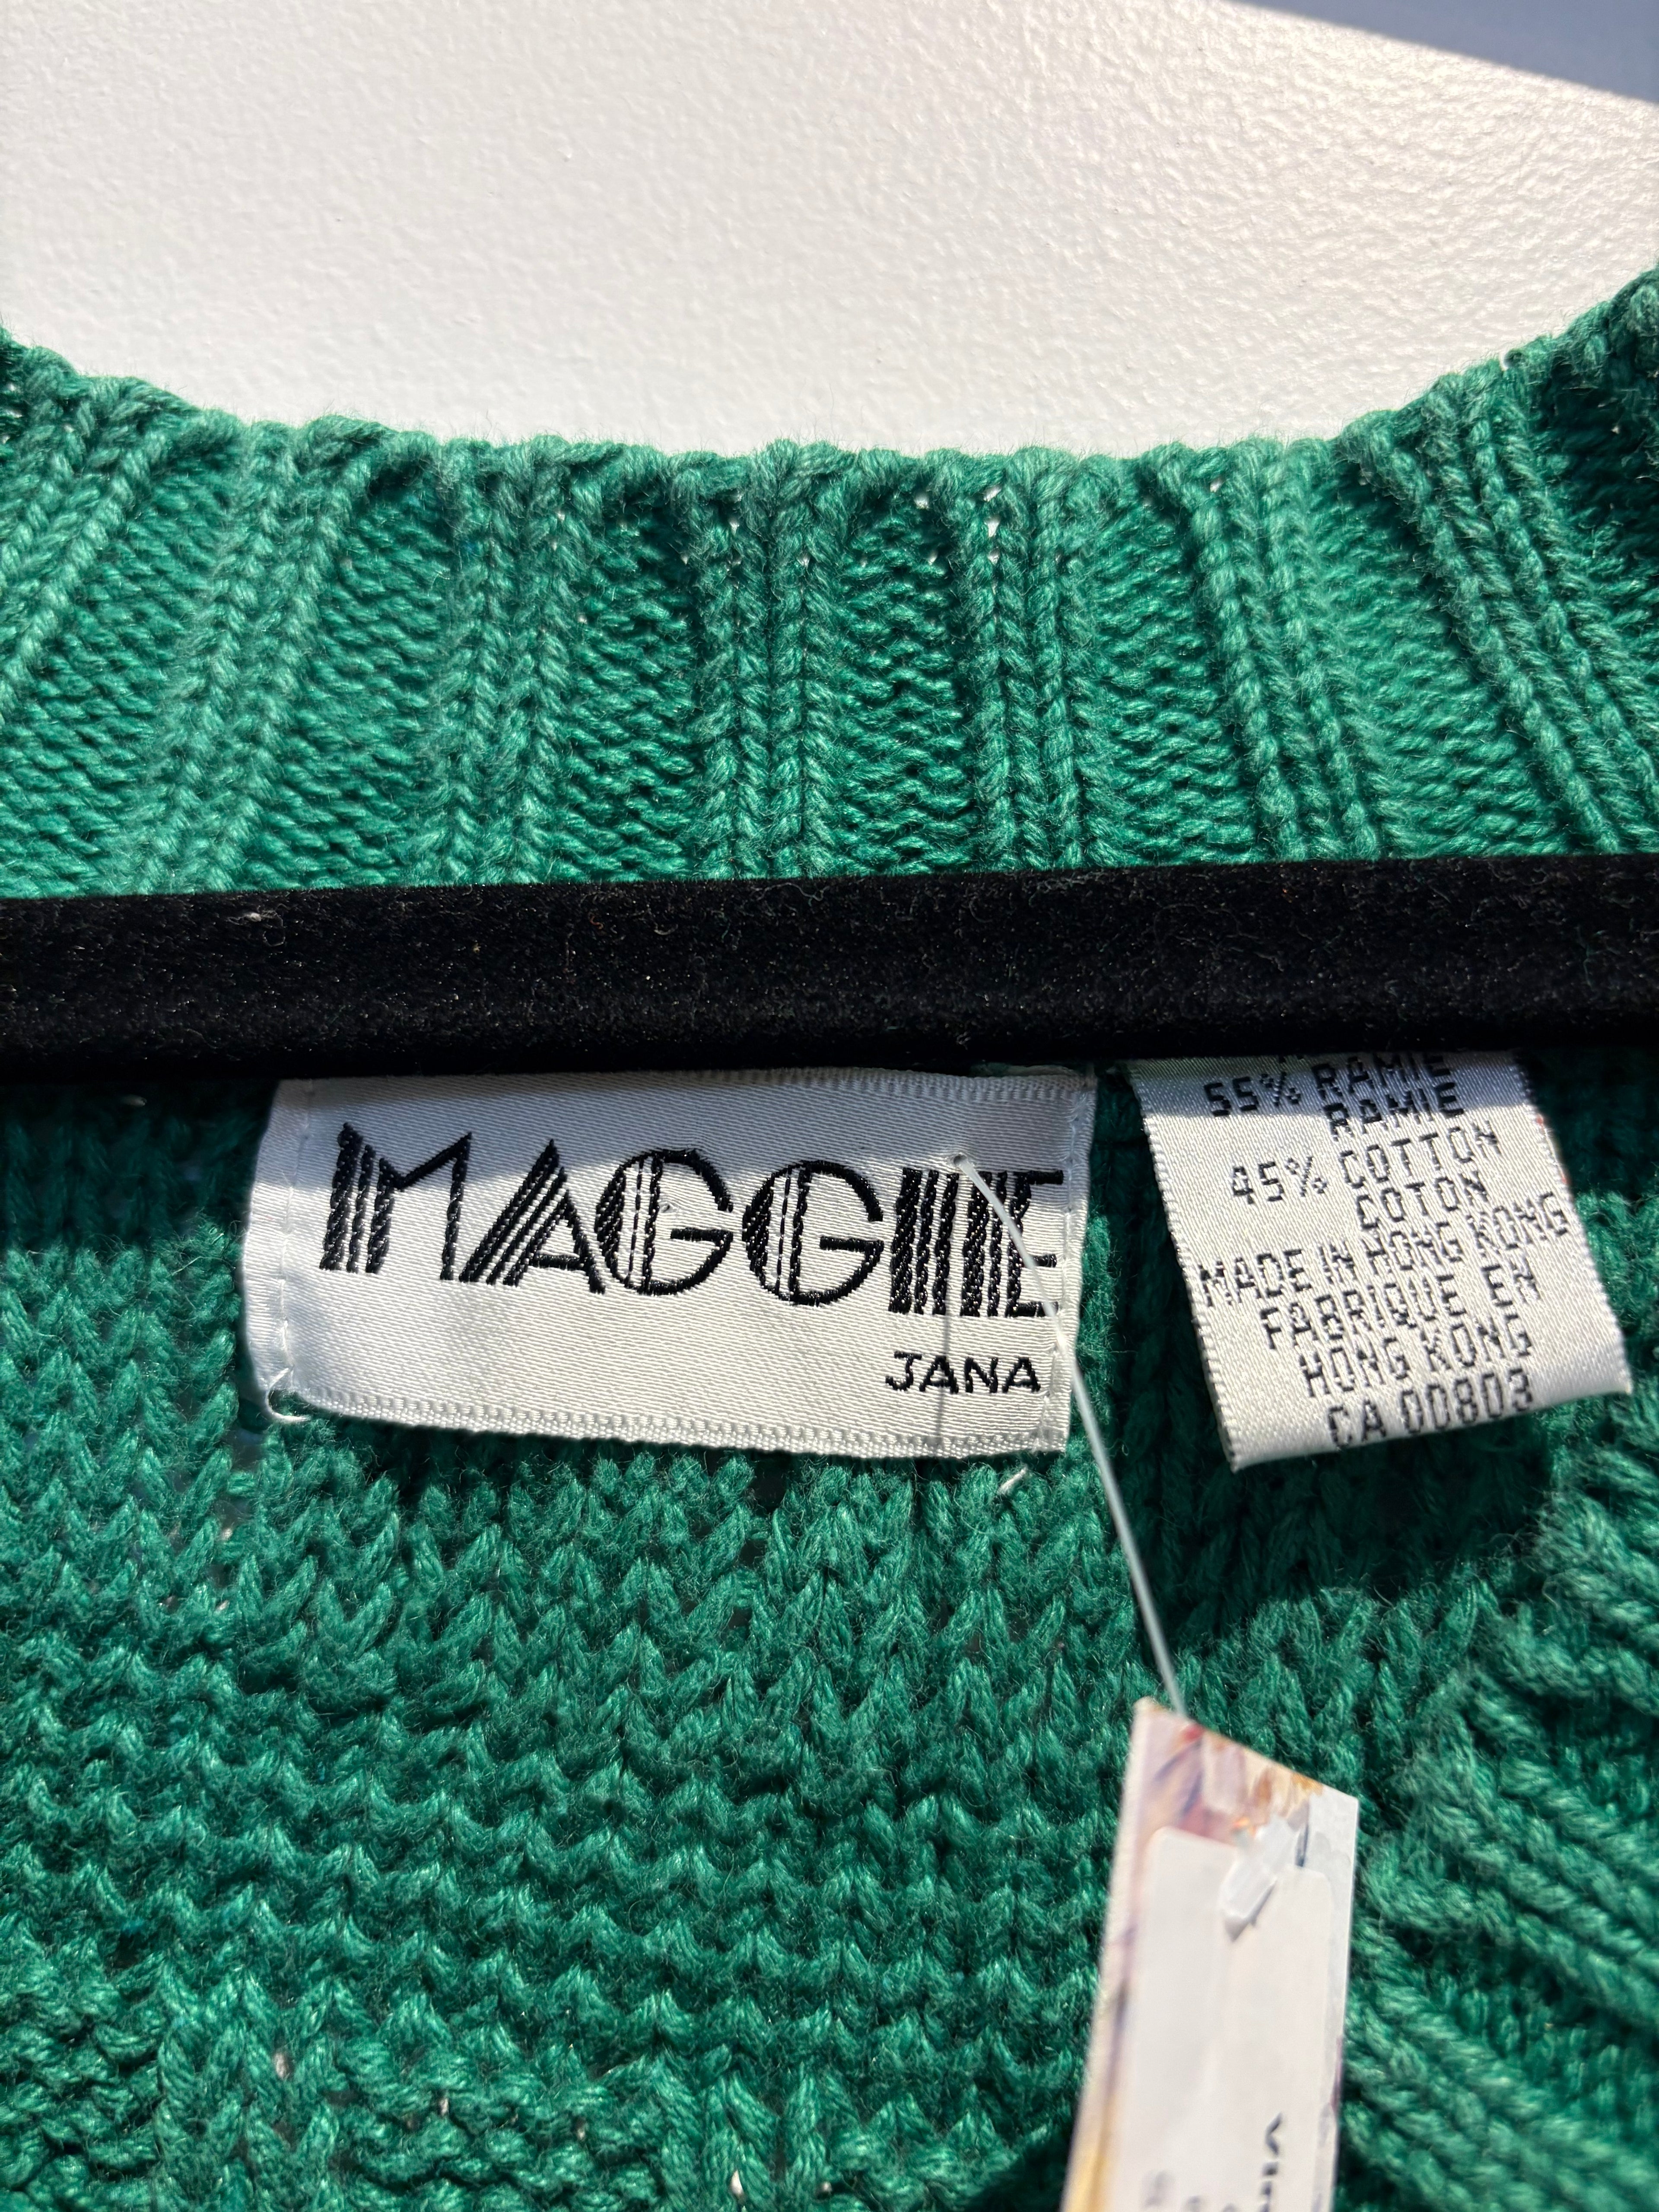 MAGGIE
JANA
55% RAMIE
RAMIE
45% COTTON
COTON
MADE IN HONG KONG
FABRIQUE EN
HONG KONG
CA 00803